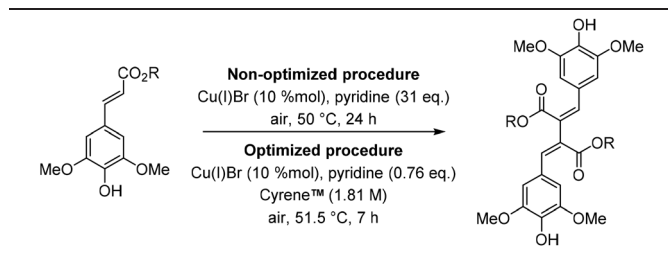 CO₂R
MeO
OMe
OH
Non-optimized procedure
Cu(I)Br (10 %mol), pyridine (31 eq.)
air, 50 °C, 24 h
Optimized procedure
Cu(I)Br (10 %mol), pyridine (0.76 eq.)
Cyrene™ (1.81 M)
air, 51.5 °C, 7 h
OH
MeO
OMe
O
RO
OR
O
MeO
OMe
OH